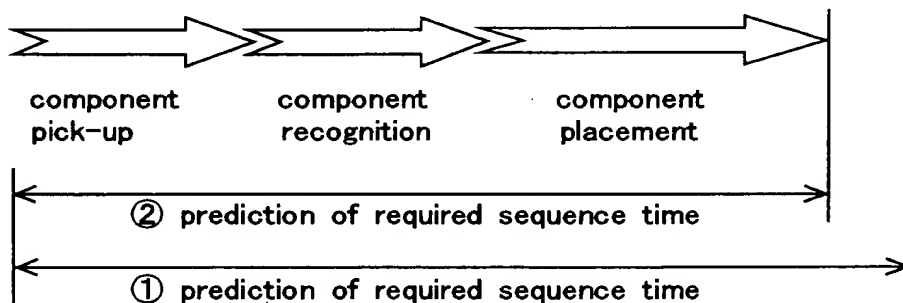 component pick-up
component recognition
component placement
② prediction of required sequence time
① prediction of required sequence time